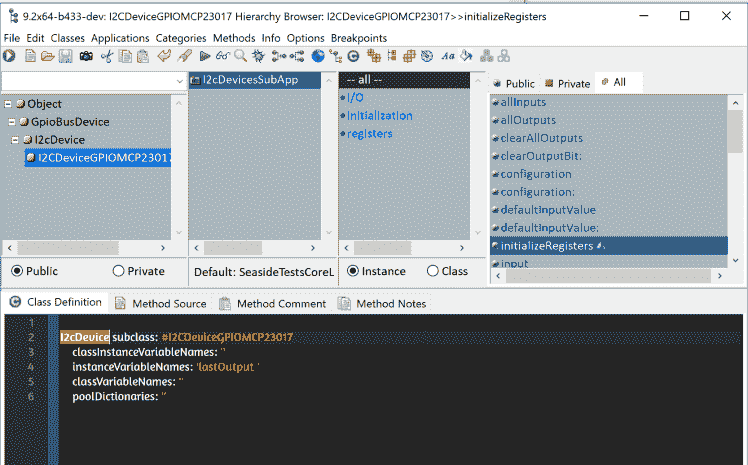 9.2x64-b433-dev: I2CDeviceGPIOMCP23017 Hierarchy Browser: I2CDeviceGPIOMCP23017>>initializeRegisters
File Edit Classes Applications Categories Methods Info Options Breakpoints
Object
GpioBusDevice
I2cDevice
I2CDeviceGPIOMCP23017
I2cDevicesSubApp
-- all --
I/O
initialization
registers
Public Private All
allInputs
allOutputs
clearAllOutputs
clearOutputBit:
configuration
configuration:
defaultInputValue
defaultInputValue:
initializeRegisters
input
Public Private
Default: SeasideTestsCoreL
Instance Class
Class Definition Method Source Method Comment Method Notes
1
2 I2cDevice subclass: #I2CDeviceGPIOMCP23017
3 classInstanceVariableNames: ''
4 instanceVariableNames: 'lastOutput '
5 classVariableNames: ''
6 poolDictionaries: ''